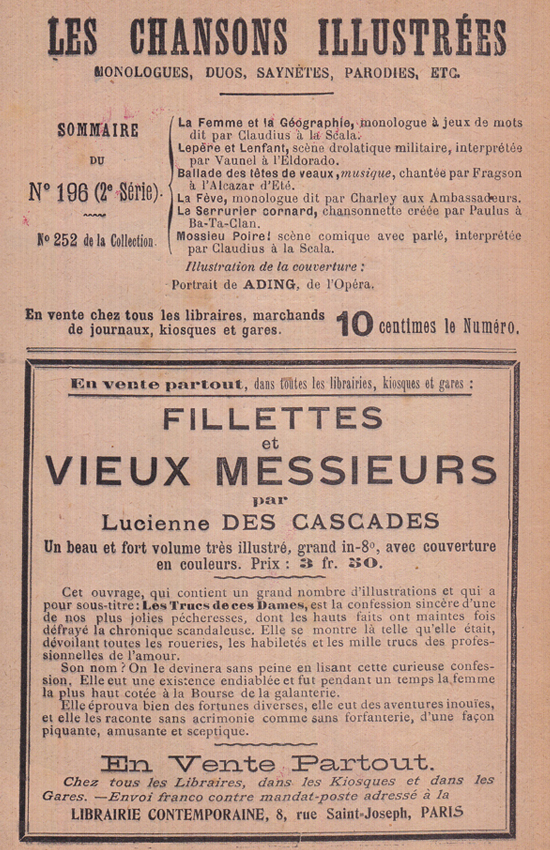 LES CHANSONS ILLUSTRÉES
MONOLOGUES, DUOS, SAYNETES, PARODIES, ETC.
SOMMAIRE
DU
Nº 196 (2e Série).
Nº 252 de la Collection.
La Femme et la Géographie, monologue à jeux de mots
dit par Claudius à la Scala.
Lepère et Lenfant, scène drolatique militaire, interprétée
par Vaunel à l'Eldorado.
Ballade des têtes de veaux, musique, chantée par Fragson
à l'Alcazar d'Eté.
La Fève, monologue dit par Charley aux Ambassadeurs.
Le Serrurier cornard, chansonnette créée par Paulus à
Ba-Ta-Clan.
Mossieu Poire! scène comique avec parlé, interprétée
par Claudius à la Scala.
Illustration de la couverture :
Portrait de ADING, de l'Opéra.
En vente chez tous les libraires, marchands
de journaux, kiosques et gares.
10 centimes le Numéro.
En vente partout, dans toutes les librairies, kiosques et gares :
FILLETTES
et
VIEUX MESSIEURS
par
Lucienne DES CASCADES
Un beau et fort volume très illustré, grand in-8º, avec couverture
en couleurs. Prix : 3 fr. 50.
Cet ouvrage, qui contient un grand nombre d'illustrations et qui a
pour sous-titre : Les Trucs de ces Dames, est la confession sincère d'une
de nos plus jolies pécheresses, dont les hauts faits ont maintes fois
défrayé la chronique scandaleuse. Elle se montre là telle qu'elle était,
dévoilant toutes les roueries, les habiletés et les mille trucs des profes-
sionnelles de l'amour.
Son nom ? On le devinera sans peine en lisant cette curieuse confes-
sion. Elle eut une existence endiablée et fut pendant un temps la femme
la plus haut cotée à la Bourse de la galanterie.
Elle éprouva bien des fortunes diverses, elle eut des aventures inouïes,
et elle les raconte sans acrimonie comme sans forfanterie, d'une façon
piquante, amusante et sceptique.
En Vente Partout.
Chez tous les Libraires, dans les Kiosques et dans les
Gares. — Envoi franco contre mandat-poste adressé à la
LIBRAIRIE CONTEMPORAINE, 8, rue Saint-Joseph, PARIS